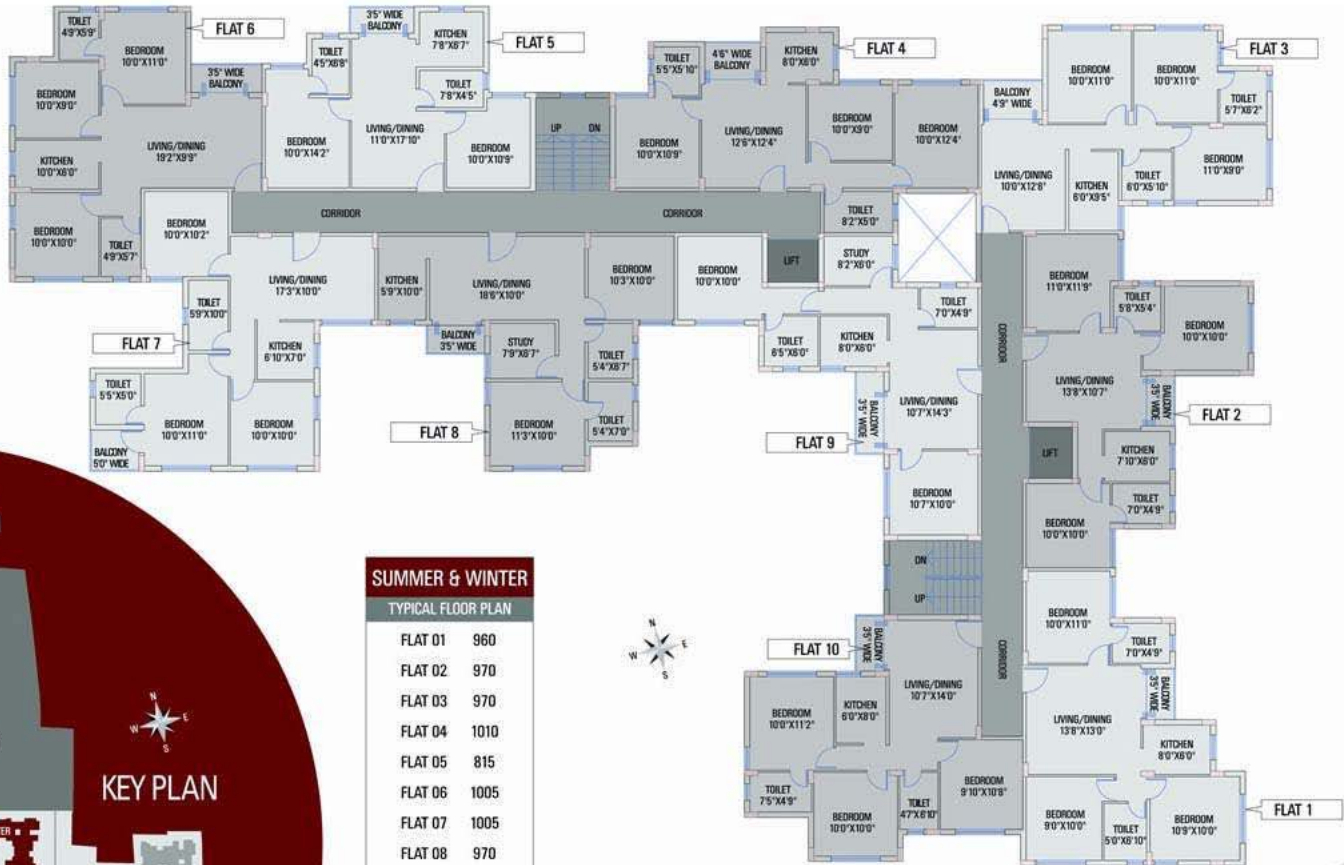 FLAT 6
TOILET
4'9"X5'9"
BEDROOM
10'0"X11'0"
BEDROOM
10'0"X9'0"
3'5" WIDE
BALCONY
LIVING/DINING
19'2"X9'9"
KITCHEN
10'0"X6'0"
BEDROOM
10'0"X10'0"
TOILET
4'9"X5'7"
FLAT 5
3'5" WIDE
BALCONY
KITCHEN
7'8"X6'7"
TOILET
4'5"X6'8"
TOILET
7'8"X4'5"
BEDROOM
10'0"X14'2"
LIVING/DINING
11'0"X17'10"
BEDROOM
10'0"X10'9"
UP
DN
FLAT 4
TOILET
5'5"X5'10"
4'6" WIDE
BALCONY
KITCHEN
8'0"X6'0"
BEDROOM
10'0"X10'9"
LIVING/DINING
12'6"X12'4"
BEDROOM
10'0"X9'0"
BEDROOM
10'0"X12'4"
TOILET
8'2"X5'0"
FLAT 3
BEDROOM
10'0"X11'0"
BEDROOM
10'0"X11'0"
BALCONY
4'9" WIDE
TOILET
5'7"X6'2"
LIVING/DINING
10'0"X12'6"
KITCHEN
6'0"X9'5"
TOILET
6'0"X5'10"
BEDROOM
11'0"X9'0"
CORRIDOR
CORRIDOR
BEDROOM
10'0"X10'2"
LIVING/DINING
17'3"X10'0"
TOILET
5'9"X10'0"
FLAT 7
KITCHEN
6'10"X7'0"
TOILET
5'5"X5'0"
BEDROOM
10'0"X11'0"
BEDROOM
10'0"X10'0"
BALCONY
5'0" WIDE
KITCHEN
5'9"X10'0"
LIVING/DINING
18'6"X10'0"
BEDROOM
10'3"X10'0"
BALCONY
3'5" WIDE
STUDY
7'9"X6'7"
TOILET
5'4"X6'7"
FLAT 8
BEDROOM
11'3"X10'0"
TOILET
5'4"X7'0"
BEDROOM
10'0"X10'0"
LIFT
STUDY
8'2"X6'0"
TOILET
7'0"X4'9"
TOILET
6'5"X6'0"
KITCHEN
8'0"X6'0"
LIVING/DINING
10'7"X14'3"
BALCONY
3'5" WIDE
FLAT 9
BEDROOM
10'7"X10'0"
CORRIDOR
BEDROOM
11'0"X11'9"
TOILET
5'8"X5'4"
BEDROOM
10'0"X10'0"
LIVING/DINING
13'8"X10'7"
BALCONY
3'5" WIDE
FLAT 2
LIFT
KITCHEN
7'10"X6'0"
TOILET
7'0"X4'9"
BEDROOM
10'0"X10'0"
DN
UP
FLAT 10
BALCONY
3'5" WIDE
LIVING/DINING
10'7"X14'0"
CORRIDOR
BEDROOM
10'0"X11'2"
KITCHEN
6'0"X8'0"
TOILET
7'5"X4'9"
BEDROOM
10'0"X10'0"
TOILET
4'7"X6'10"
BEDROOM
9'10"X10'8"
BEDROOM
10'0"X11'0"
TOILET
7'0"X4'9"
BALCONY
3'5" WIDE
LIVING/DINING
13'8"X13'0"
KITCHEN
8'0"X6'0"
BEDROOM
9'0"X10'0"
TOILET
5'0"X6'10"
BEDROOM
10'9"X10'0"
FLAT 1
SUMMER & WINTER
TYPICAL FLOOR PLAN
FLAT 01 960
FLAT 02 970
FLAT 03 970
FLAT 04 1010
FLAT 05 815
FLAT 06 1005
FLAT 07 1005
FLAT 08 970
N
W
E
S
N
W
E
S
KEY PLAN